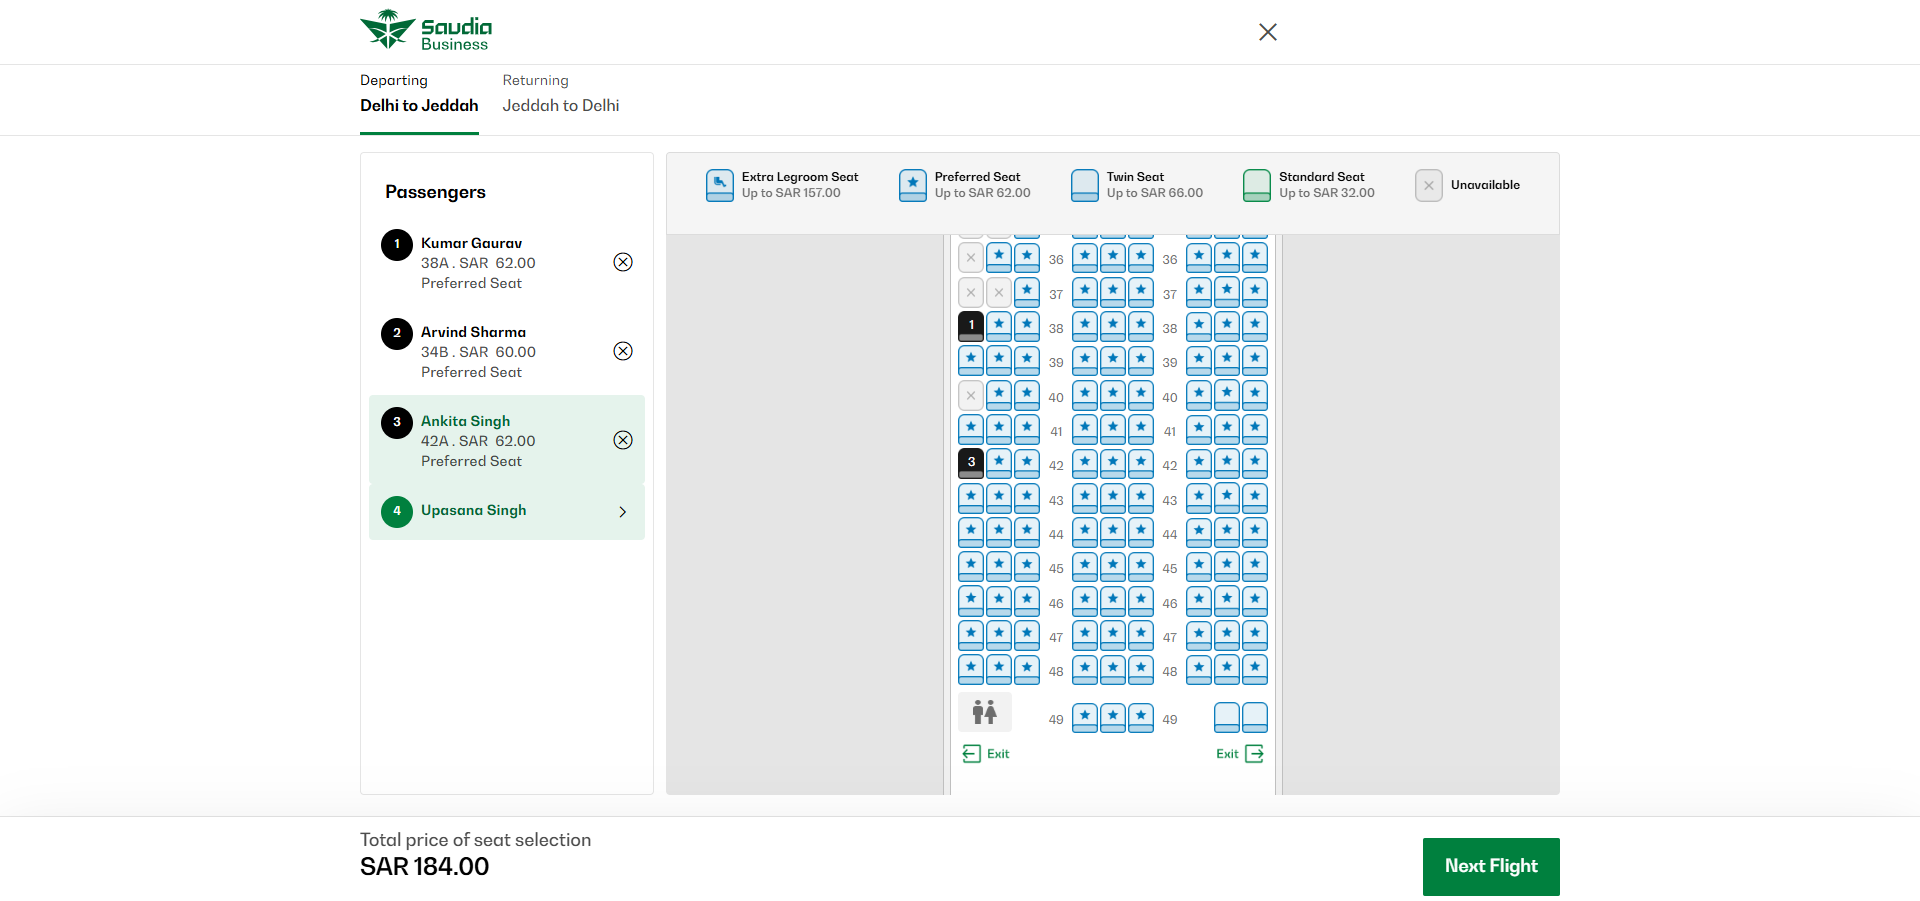 Saudia
Business
Departing
Delhi to Jeddah
Returning
Jeddah to Delhi
Passengers
1
Kumar Gaurav
38A . SAR 62.00
Preferred Seat
2
Arvind Sharma
34B . SAR 60.00
Preferred Seat
3
Ankita Singh
42A . SAR 62.00
Preferred Seat
4
Upasana Singh
Extra Legroom Seat
Up to SAR 157.00
Preferred Seat
Up to SAR 62.00
Twin Seat
Up to SAR 66.00
Standard Seat
Up to SAR 32.00
Unavailable
36 36
37 37
1 38 38
39 39
40 40
41 41
3 42 42
43 43
44 44
45 45
46 46
47 47
48 48
49 49
Exit Exit
Total price of seat selection
SAR 184.00
Next Flight